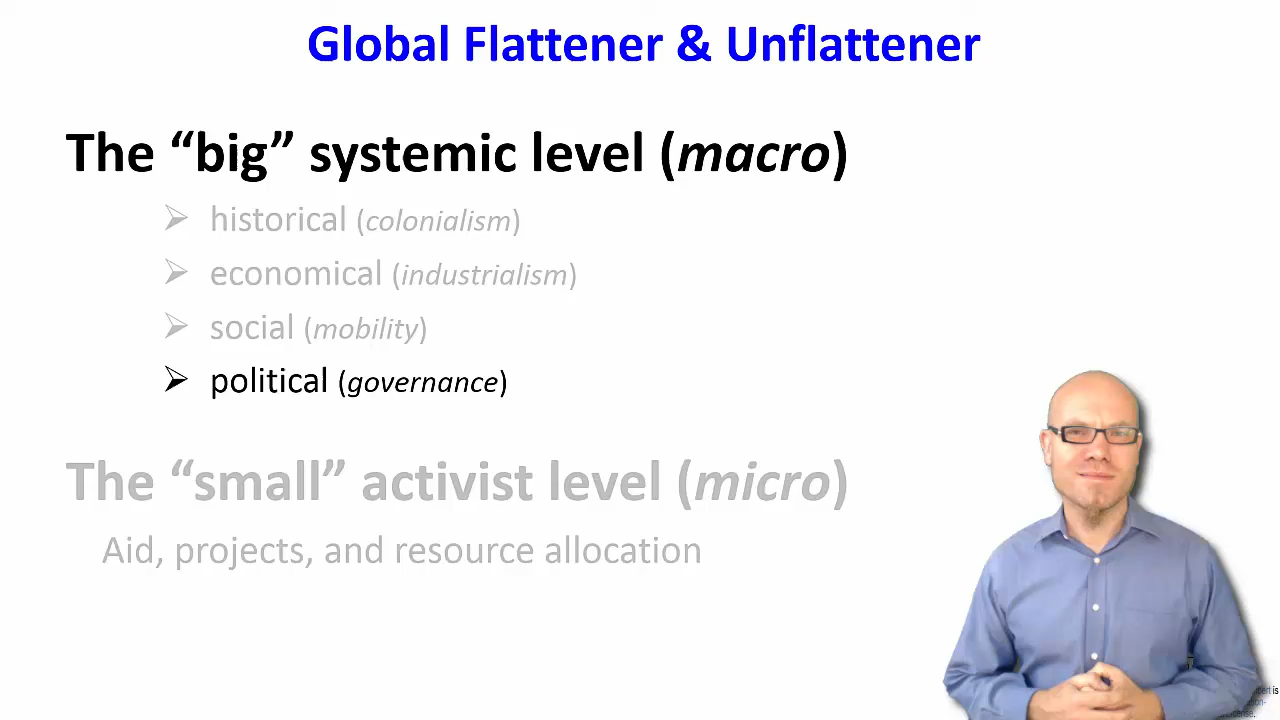 Global Flattener & Unflattener
The “big” systemic level (macro)
➢ historical (colonialism)
➢ economical (industrialism)
➢ social (mobility)
➢ political (governance)
The “small” activist level (micro)
Aid, projects, and resource allocation
is